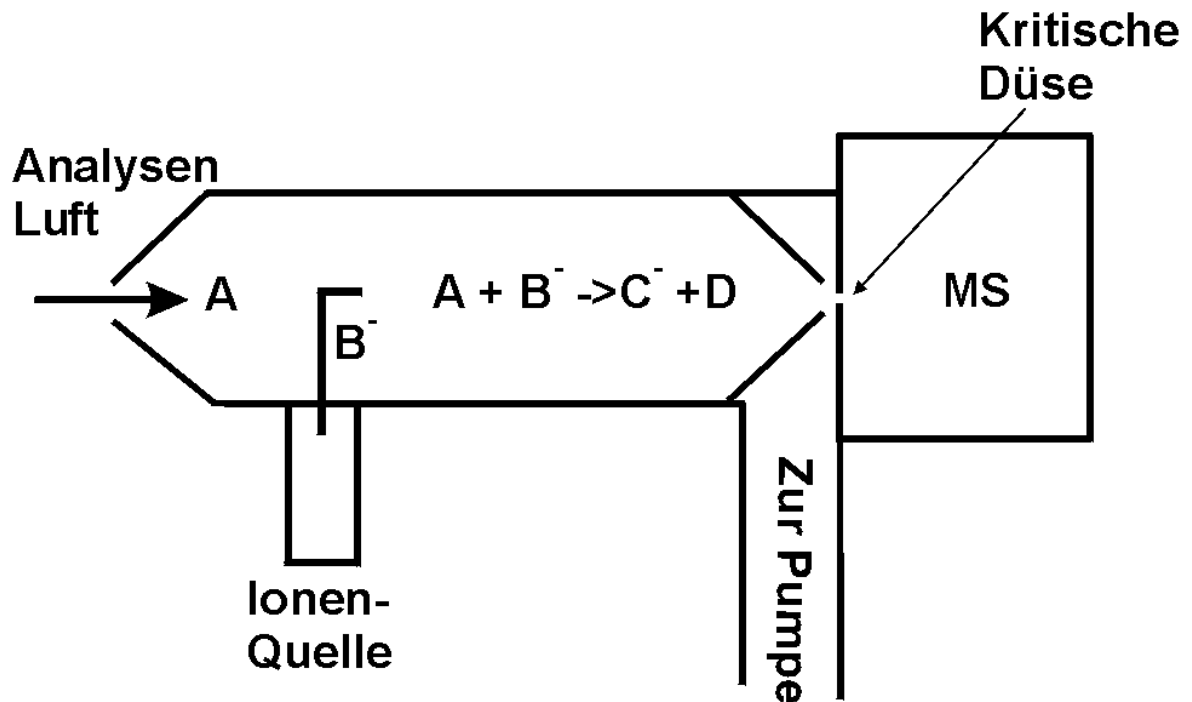 Kritische
Düse
Analysen
Luft
A
A + B⁻ ->C⁻ +D
MS
B⁻
Ionen-
Quelle
Zur Pumpe